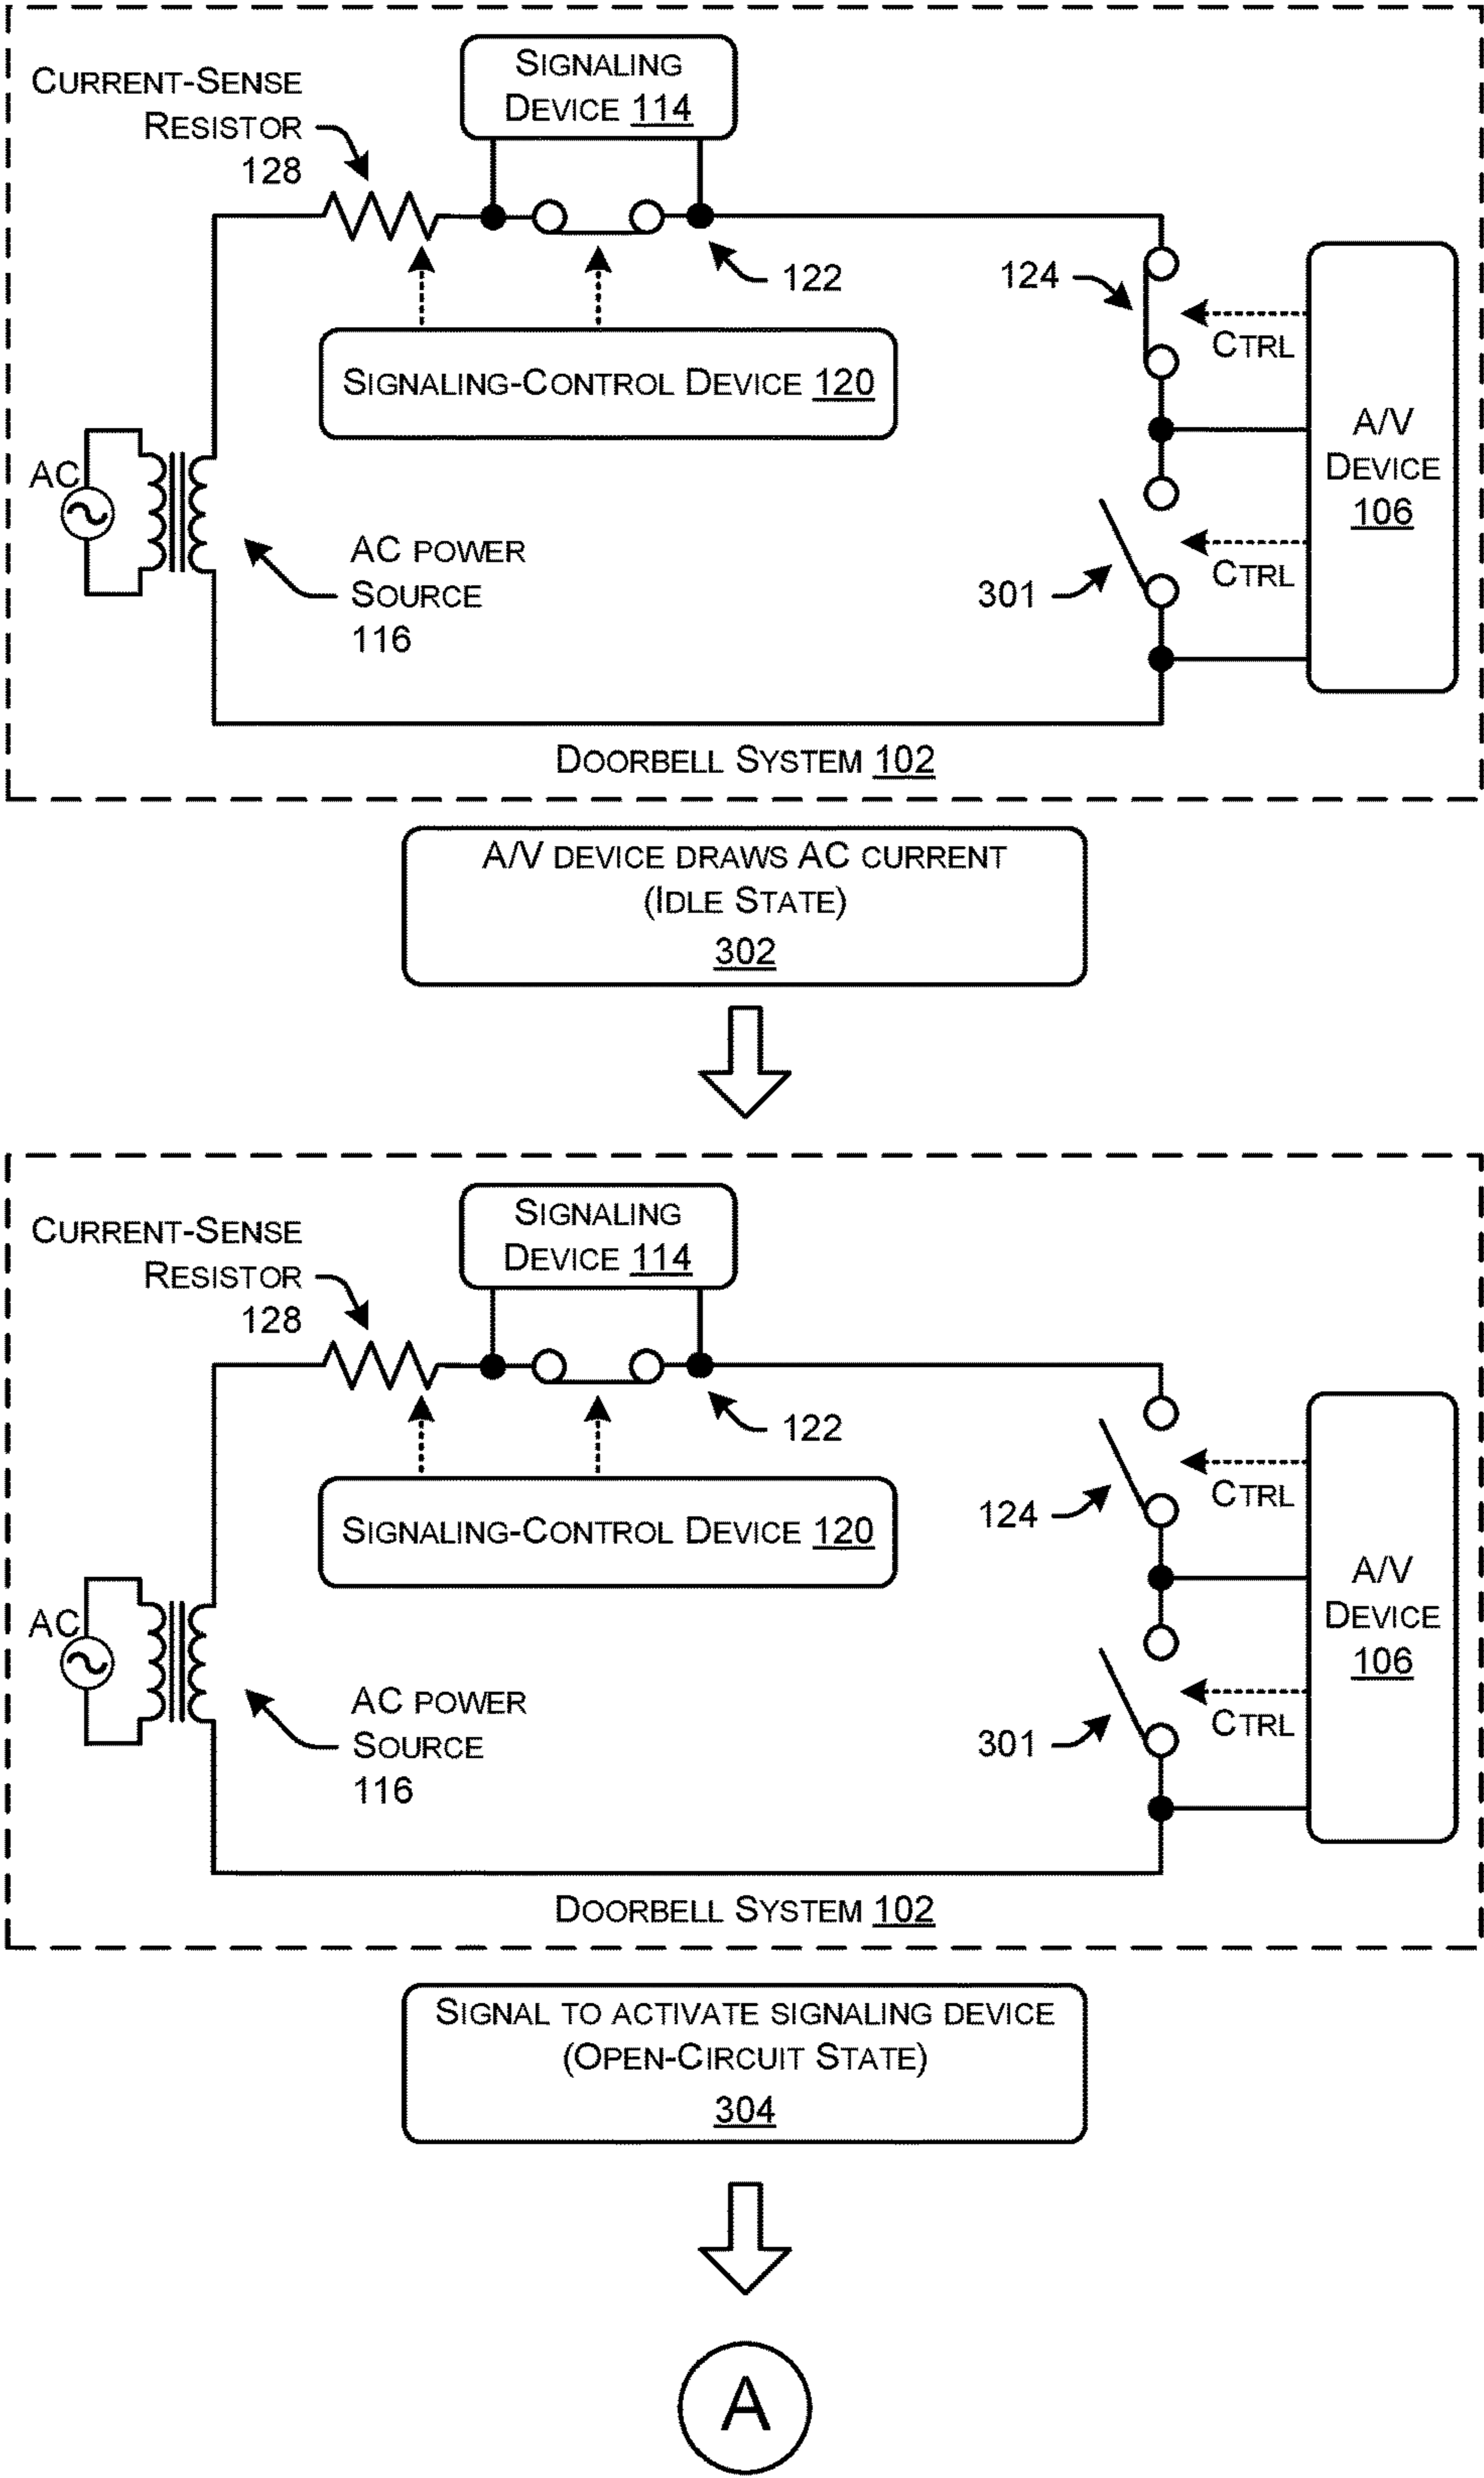 SIGNALING
DEVICE 114
CURRENT-SENSE
RESISTOR
128
122
124
CTRL
SIGNALING-CONTROL DEVICE 120
A/V
DEVICE
106
AC
CTRL
AC POWER
SOURCE
116
301
DOORBELL SYSTEM 102
A/V DEVICE DRAWS AC CURRENT
(IDLE STATE)
302
SIGNALING
DEVICE 114
CURRENT-SENSE
RESISTOR
128
122
124
CTRL
SIGNALING-CONTROL DEVICE 120
A/V
DEVICE
106
AC
CTRL
AC POWER
SOURCE
116
301
DOORBELL SYSTEM 102
SIGNAL TO ACTIVATE SIGNALING DEVICE
(OPEN-CIRCUIT STATE)
304
A